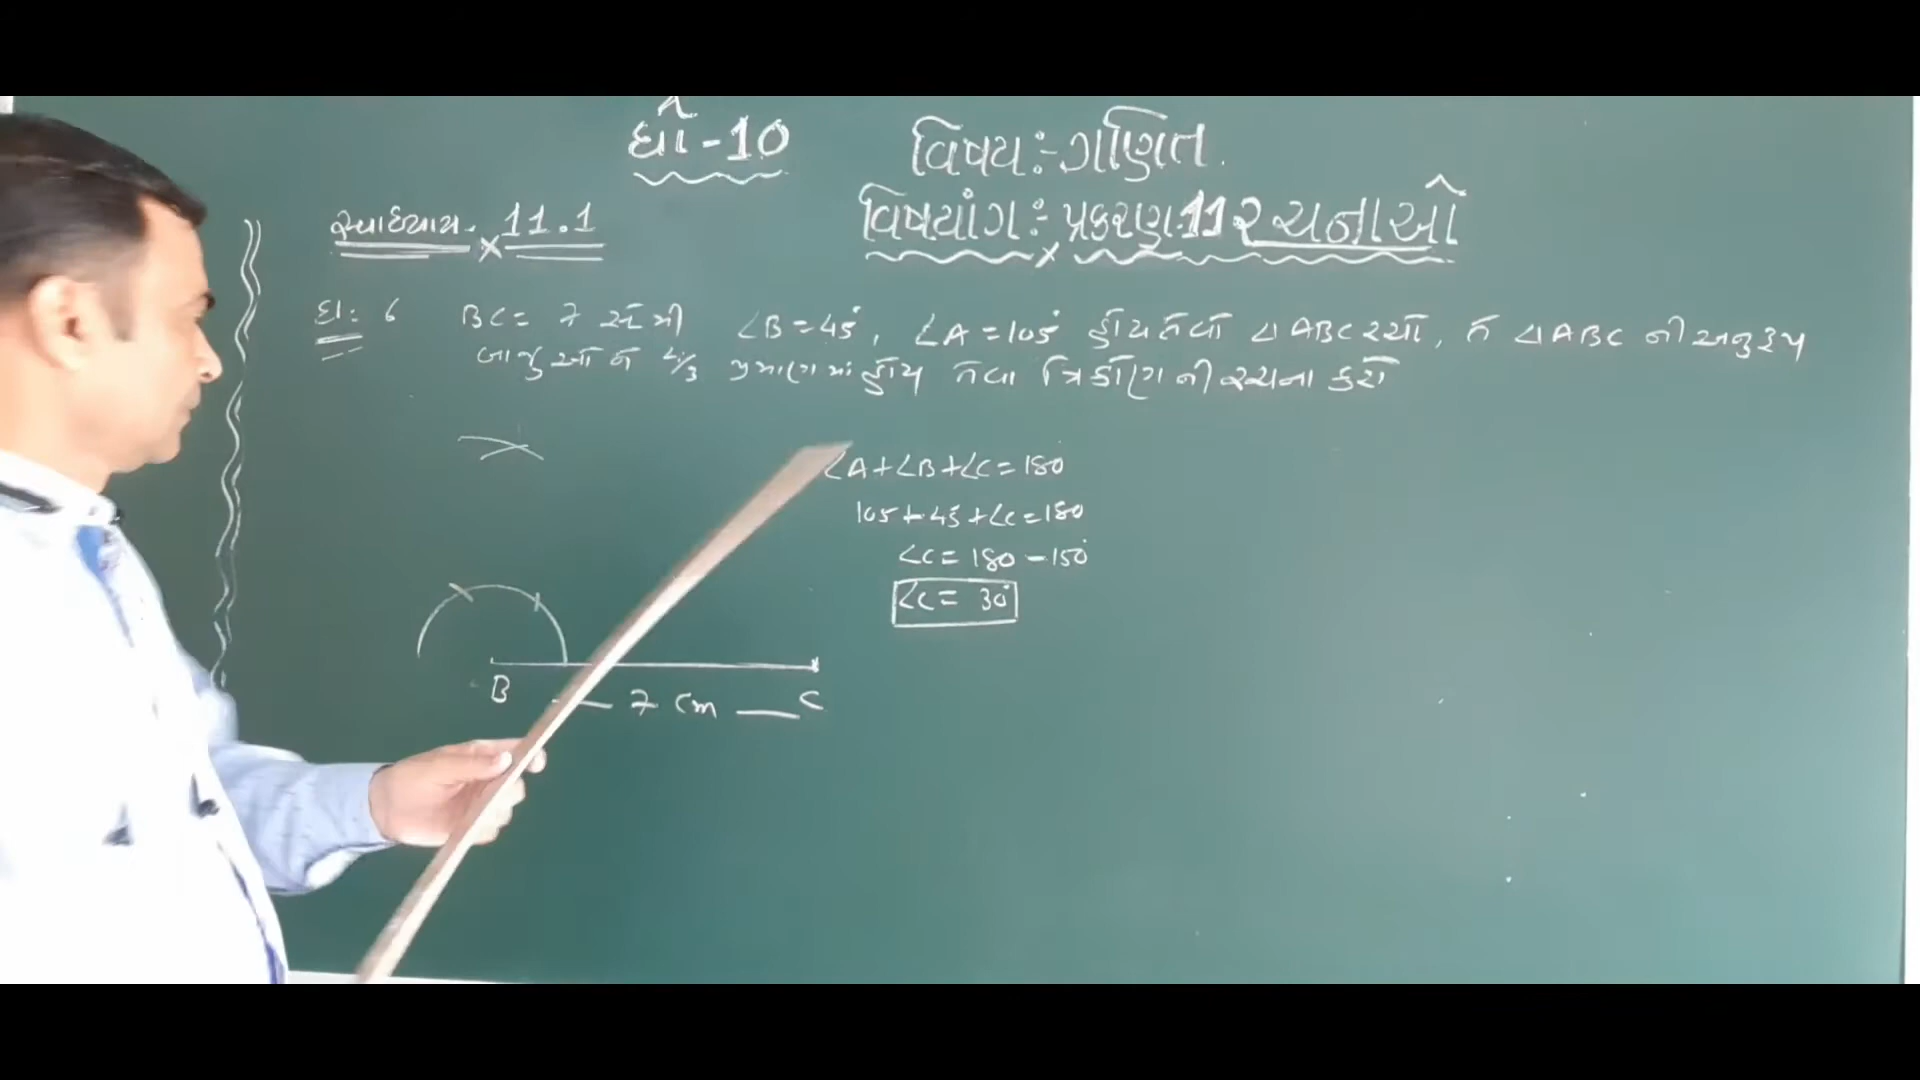 ધો-10
વિષય:-ગણિત.
સ્વાધ્યાય. 11.1
વિષયાંગ:- પ્રકરણ.11 રચનાઓ
દા: 6 BC = 7 સેમી ∠B = 45°, ∠A = 105° હોય તેવો △ABC રચો, તે △ABC ની અનુરૂપ
બાજુઓને 4/3 પ્રમાણમાં હોય તેવા ત્રિકોણની રચના કરો
∠A+∠B+∠C = 180
105+45+∠C = 180
∠C = 180 - 150°
∠C = 30°
B 7 cm C